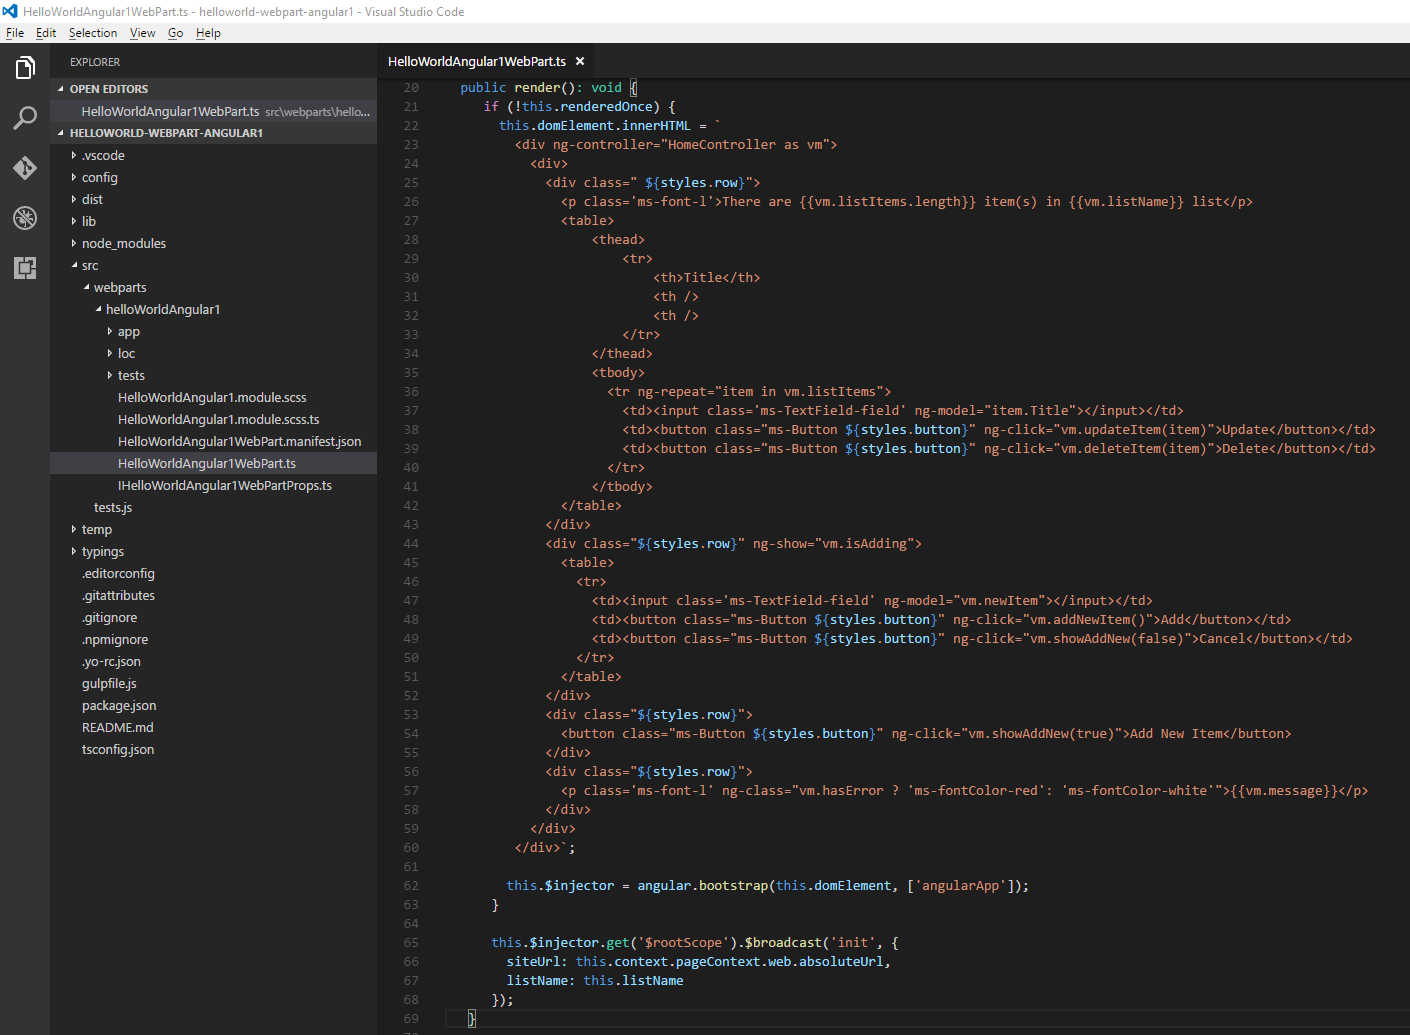 HelloWorldAngular1WebPart.ts - helloworld-webpart-angular1 - Visual Studio Code
File Edit Selection View Go Help
EXPLORER
OPEN EDITORS
HelloWorldAngular1WebPart.ts src\webparts\hello...
HELLOWORLD-WEBPART-ANGULAR1
.vscode
config
dist
lib
node_modules
src
webparts
helloWorldAngular1
app
loc
tests
HelloWorldAngular1.module.scss
HelloWorldAngular1.module.scss.ts
HelloWorldAngular1WebPart.manifest.json
HelloWorldAngular1WebPart.ts
IHelloWorldAngular1WebPartProps.ts
tests.js
temp
typings
.editorconfig
.gitattributes
.gitignore
.npmignore
.yo-rc.json
gulpfile.js
package.json
README.md
tsconfig.json
HelloWorldAngular1WebPart.ts ×
20 public render(): void {
21 if (!this.renderedOnce) {
22 this.domElement.innerHTML = `
23 <div ng-controller="HomeController as vm">
24 <div>
25 <div class=" ${styles.row}">
26 <p class='ms-font-l'>There are {{vm.listItems.length}} item(s) in {{vm.listName}} list</p>
27 <table>
28 <thead>
29 <tr>
30 <th>Title</th>
31 <th />
32 <th />
33 </tr>
34 </thead>
35 <tbody>
36 <tr ng-repeat="item in vm.listItems">
37 <td><input class='ms-TextField-field' ng-model="item.Title"></input></td>
38 <td><button class="ms-Button ${styles.button}" ng-click="vm.updateItem(item)">Update</button></td>
39 <td><button class="ms-Button ${styles.button}" ng-click="vm.deleteItem(item)">Delete</button></td>
40 </tr>
41 </tbody>
42 </table>
43 </div>
44 <div class="${styles.row}" ng-show="vm.isAdding">
45 <table>
46 <tr>
47 <td><input class='ms-TextField-field' ng-model="vm.newItem"></input></td>
48 <td><button class="ms-Button ${styles.button}" ng-click="vm.addNewItem()">Add</button></td>
49 <td><button class="ms-Button ${styles.button}" ng-click="vm.showAddNew(false)">Cancel</button></td>
50 </tr>
51 </table>
52 </div>
53 <div class="${styles.row}">
54 <button class="ms-Button ${styles.button}" ng-click="vm.showAddNew(true)">Add New Item</button>
55 </div>
56 <div class="${styles.row}">
57 <p class='ms-font-l' ng-class="vm.hasError ? 'ms-fontColor-red': 'ms-fontColor-white'">{{vm.message}}</p>
58 </div>
59 </div>
60 </div>`;
61
62 this.$injector = angular.bootstrap(this.domElement, ['angularApp']);
63 }
64
65 this.$injector.get('$rootScope').$broadcast('init', {
66 siteUrl: this.context.pageContext.web.absoluteUrl,
67 listName: this.listName
68 });
69 }